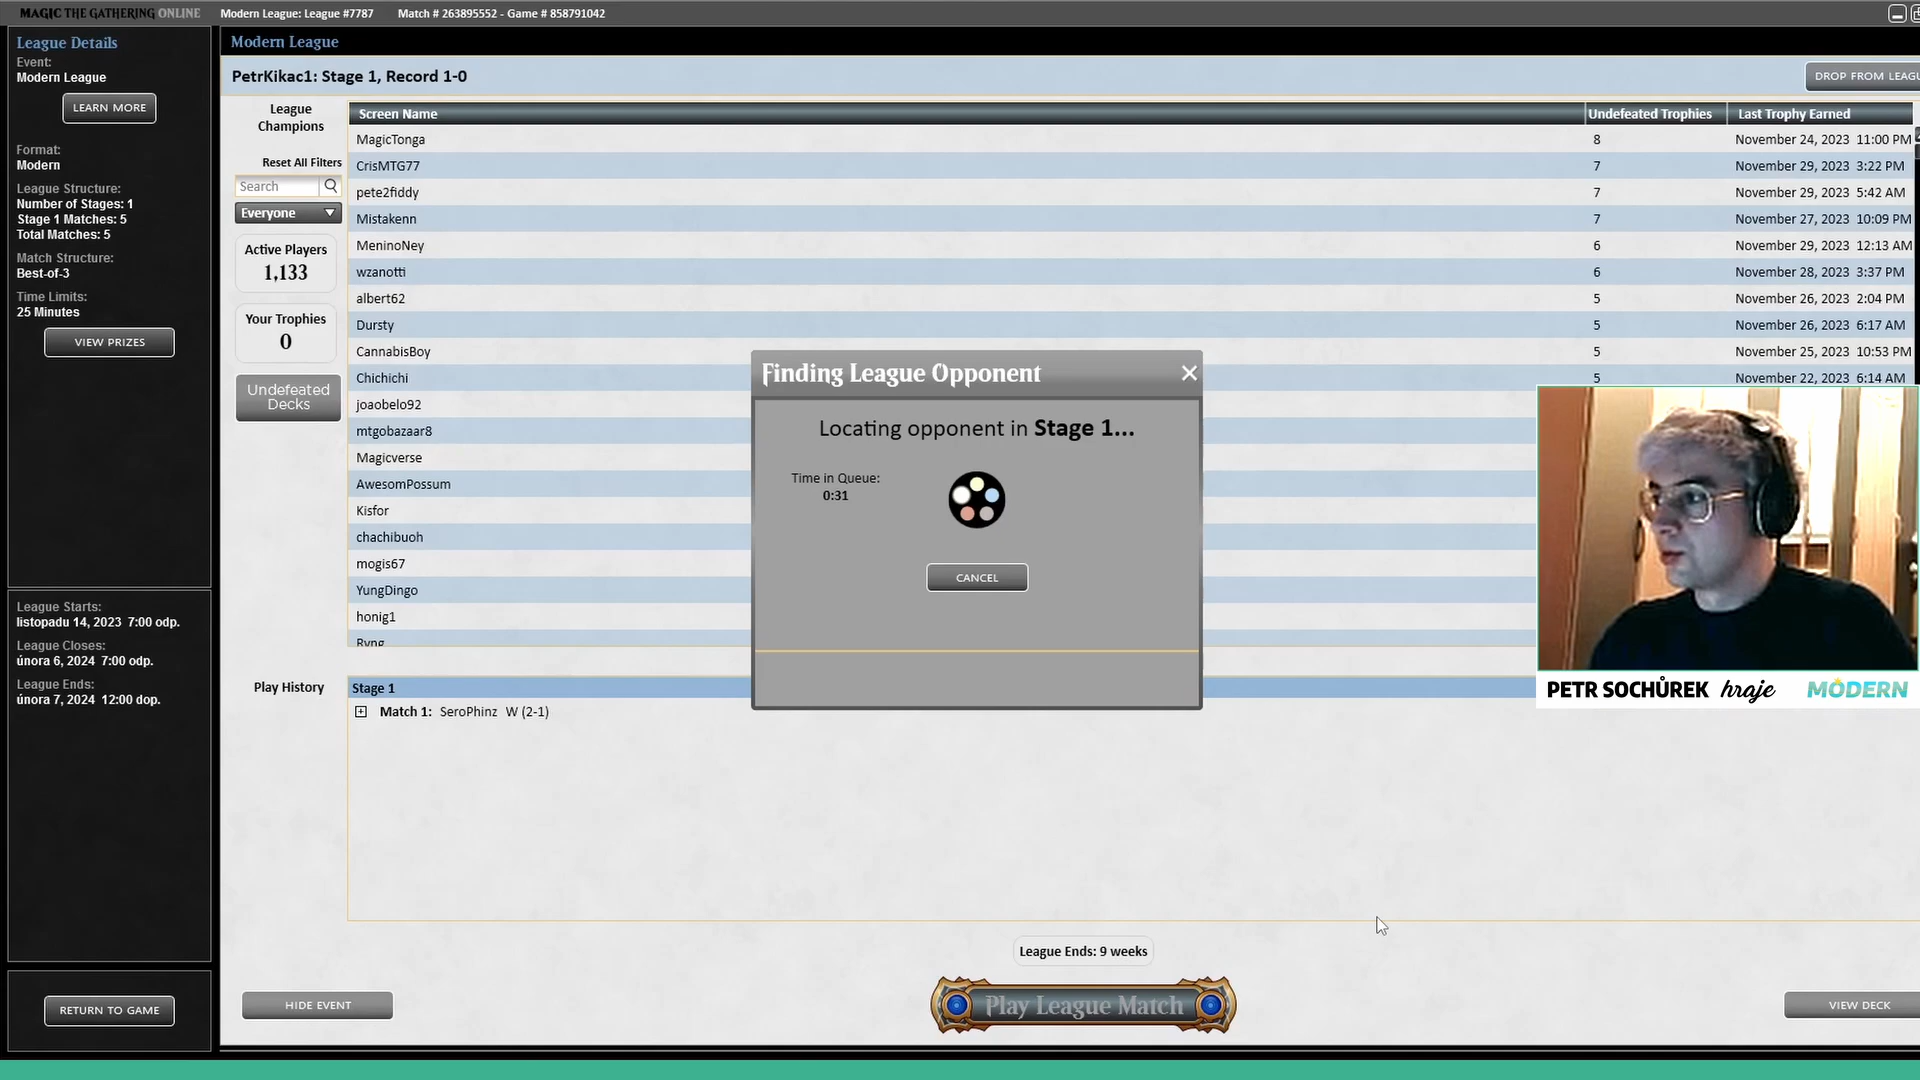 MAGIC THE GATHERING ONLINE
Modern League: League #7787
Match # 263895552 - Game # 858791042
League Details
Event:
Modern League
LEARN MORE
Format:
Modern
League Structure:
Number of Stages: 1
Stage 1 Matches: 5
Total Matches: 5
Match Structure:
Best-of-3
Time Limits:
25 Minutes
VIEW PRIZES
League Starts:
listopadu 14, 2023 7:00 odp.
League Closes:
února 6, 2024 7:00 odp.
League Ends:
února 7, 2024 12:00 dop.
RETURN TO GAME
Modern League
PetrKikac1: Stage 1, Record 1-0
DROP FROM LEAGU
League
Champions
Reset All Filters
Search
Everyone
Active Players
1,133
Your Trophies
0
Undefeated
Decks
Screen Name Undefeated Trophies Last Trophy Earned
MagicTonga 8 November 24, 2023 11:00 PM
CrisMTG77 7 November 29, 2023 3:22 PM
pete2fiddy 7 November 29, 2023 5:42 AM
Mistakenn 7 November 27, 2023 10:09 PM
MeninoNey 6 November 29, 2023 12:13 AM
wzanotti 6 November 28, 2023 3:37 PM
albert62 5 November 26, 2023 2:04 PM
Dursty 5 November 26, 2023 6:17 AM
CannabisBoy 5 November 25, 2023 10:53 PM
Chichichi 5 November 22, 2023 6:14 AM
joaobelo92
mtgobazaar8
Magicverse
AwesomPossum
Kisfor
chachibuoh
mogis67
YungDingo
honig1
Finding League Opponent
Locating opponent in Stage 1...
Time in Queue:
0:31
CANCEL
PETR SOCHŮREK hraje MODERN
Play History
Stage 1
Match 1: SeroPhinz W (2-1)
League Ends: 9 weeks
HIDE EVENT
Play League Match
VIEW DECK